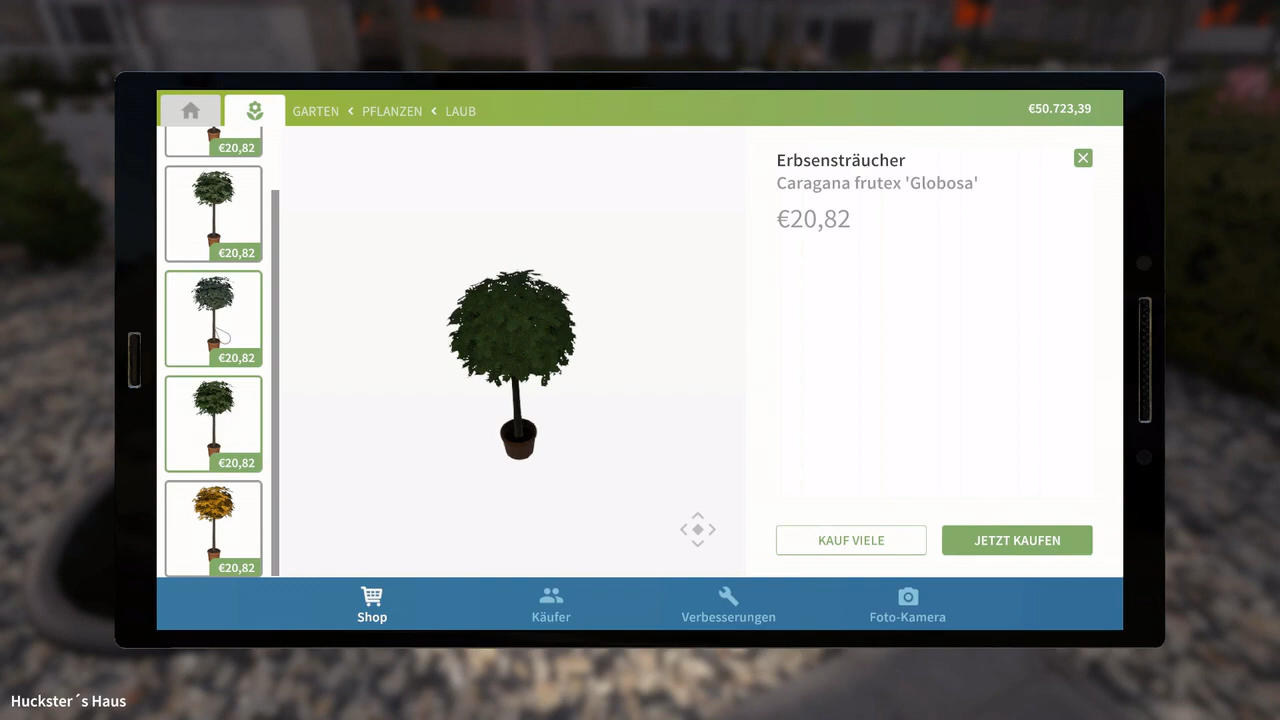 GARTEN < PFLANZEN < LAUB
€50.723,39
€20,82
€20,82
€20,82
€20,82
€20,82
Erbsensträucher
Caragana frutex 'Globosa'
€20,82
KAUF VIELE
JETZT KAUFEN
Shop
Käufer
Verbesserungen
Foto-Kamera
Huckster´s Haus